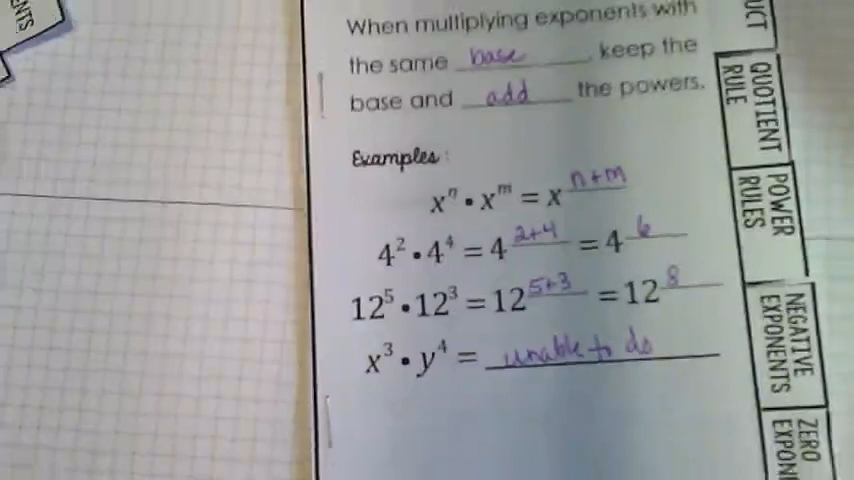 When multiplying exponents with
the same base, keep the
base and add the powers.
Examples:
xⁿ • xᵐ = x^n+m
4² • 4⁴ = 4^2+4 = 4^6
12⁵ • 12³ = 12^5+3 = 12^8
x³ • y⁴ = unable to do
QUOTIENT
RULE
POWER
RULES
NEGATIVE
EXPONENTS
ZERO